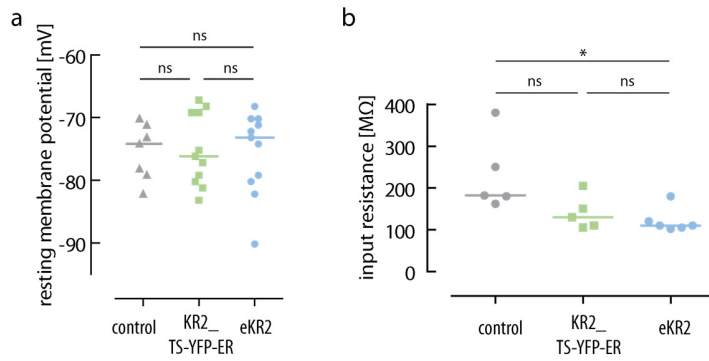 a
ns
ns
ns
resting membrane potential [mV]
-60
-70
-80
-90
control
KR2_
TS-YFP-ER
eKR2
b
*
ns
ns
input resistance [MΩ]
400
300
200
100
0
control
KR2_
TS-YFP-ER
eKR2